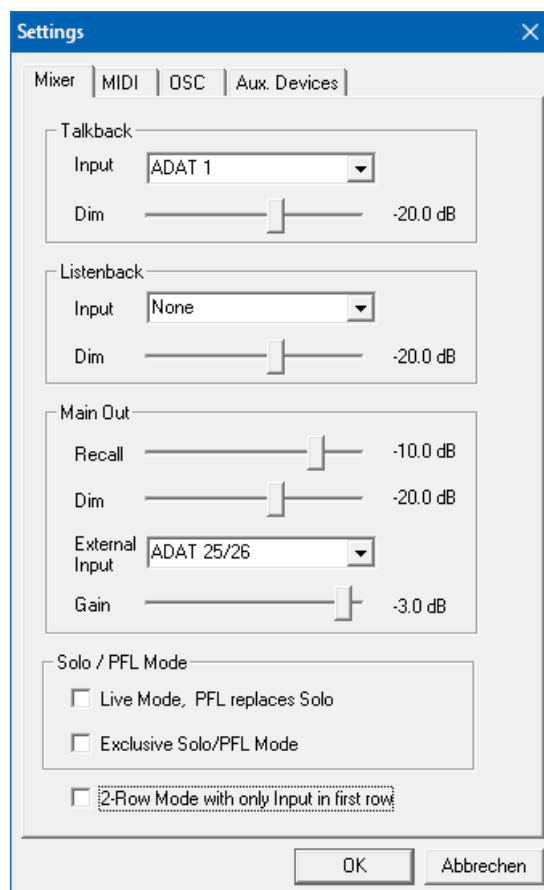 Settings
Mixer MIDI OSC Aux. Devices
Talkback
Input ADAT 1
Dim -20.0 dB
Listenback
Input None
Dim -20.0 dB
Main Out
Recall -10.0 dB
Dim -20.0 dB
External
Input ADAT 25/26
Gain -3.0 dB
Solo / PFL Mode
Live Mode, PFL replaces Solo
Exclusive Solo/PFL Mode
2-Row Mode with only Input in first row
OK Abbrechen